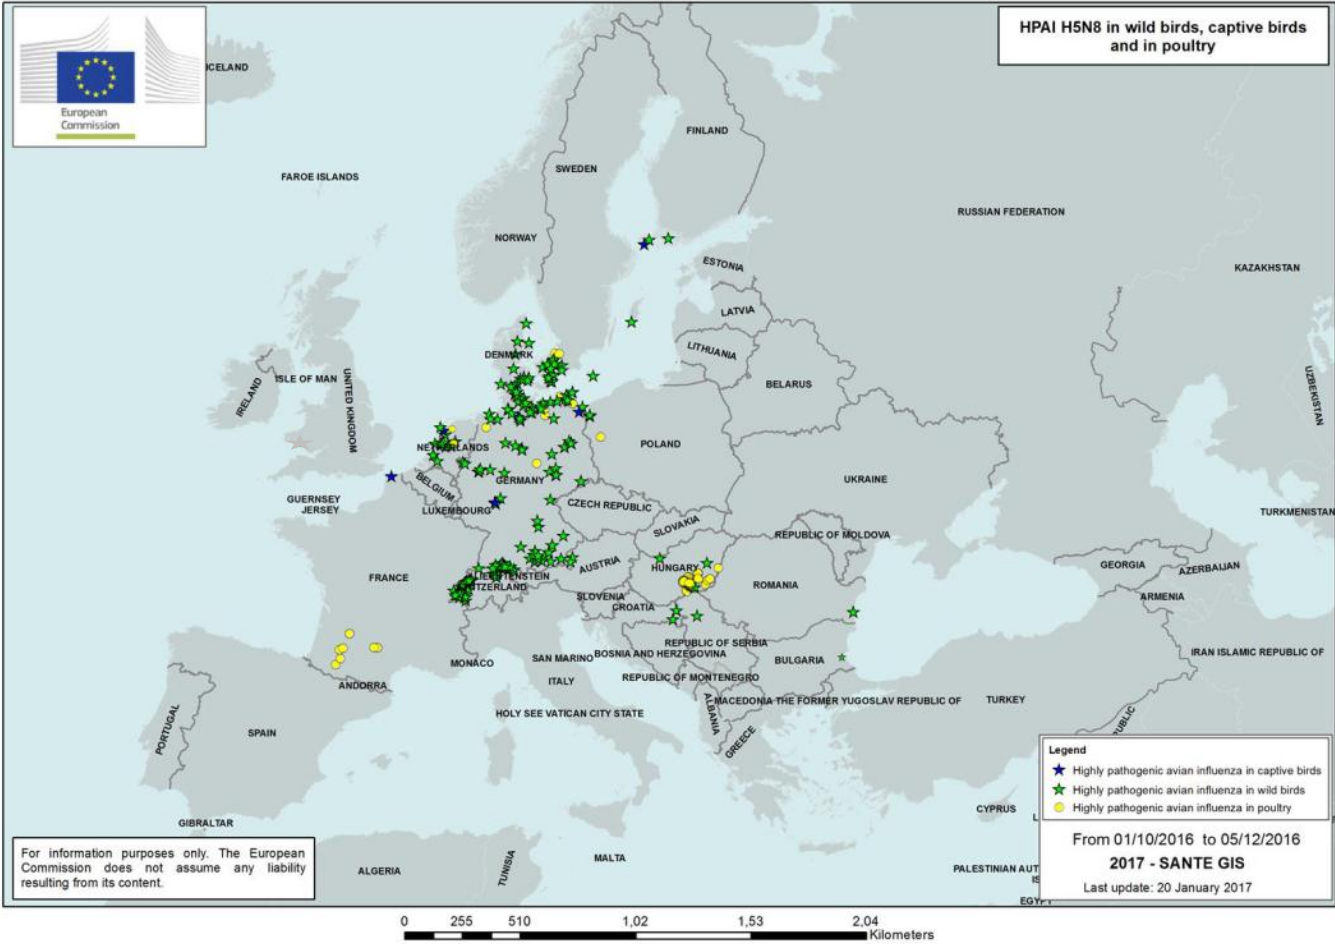 HPAI H5N8 in wild birds, captive birds
and in poultry
European
Commission
ICELAND
FINLAND
SWEDEN
FAROE ISLANDS
RUSSIAN FEDERATION
NORWAY
ESTONIA
KAZAKHSTAN
LATVIA
LITHUANIA
DENMARK
ISLE OF MAN
UNITED KINGDOM
IRELAND
BELARUS
UZBEKISTAN
NETHERLANDS
POLAND
GERMANY
UKRAINE
BELGIUM
GUERNSEY
JERSEY
LUXEMBOURG
CZECH REPUBLIC
TURKMENISTAN
SLOVAKIA
REPUBLIC OF MOLDOVA
AUSTRIA
HUNGARY
GEORGIA
AZERBAIJAN
FRANCE
LIECHTENSTEIN
SWITZERLAND
ROMANIA
SLOVENIA
ARMENIA
CROATIA
REPUBLIC OF SERBIA
BOSNIA AND HERZEGOVINA
IRAN ISLAMIC REPUBLIC OF
MONACO
SAN MARINO
BULGARIA
REPUBLIC OF MONTENEGRO
ITALY
ANDORRA
MACEDONIA THE FORMER YUGOSLAV REPUBLIC OF
TURKEY
ALBANIA
HOLY SEE VATICAN CITY STATE
PORTUGAL
SPAIN
GREECE
PUBLIC
CYPRUS
GIBRALTAR
MALTA
ALGERIA
TUNISIA
PALESTINIAN AUT
IS
EGYPT
Legend
Highly pathogenic avian influenza in captive birds
Highly pathogenic avian influenza in wild birds
Highly pathogenic avian influenza in poultry
From 01/10/2016 to 05/12/2016
2017 - SANTE GIS
Last update: 20 January 2017
For information purposes only. The European
Commission does not assume any liability
resulting from its content.
0 255 510 1,02 1,53 2,04
Kilometers